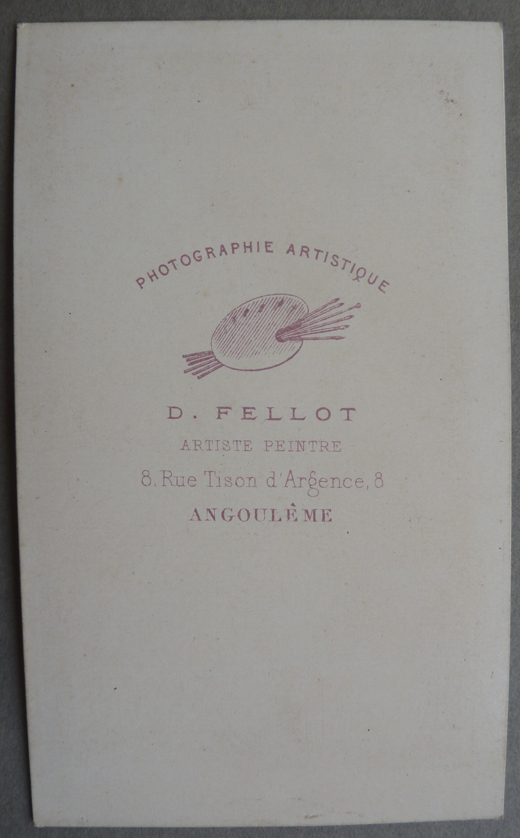 PHOTOGRAPHIE ARTISTIQUE
D. FELLOT
ARTISTE PEINTRE
8. Rue Tison d'Argence, 8
ANGOULÊME